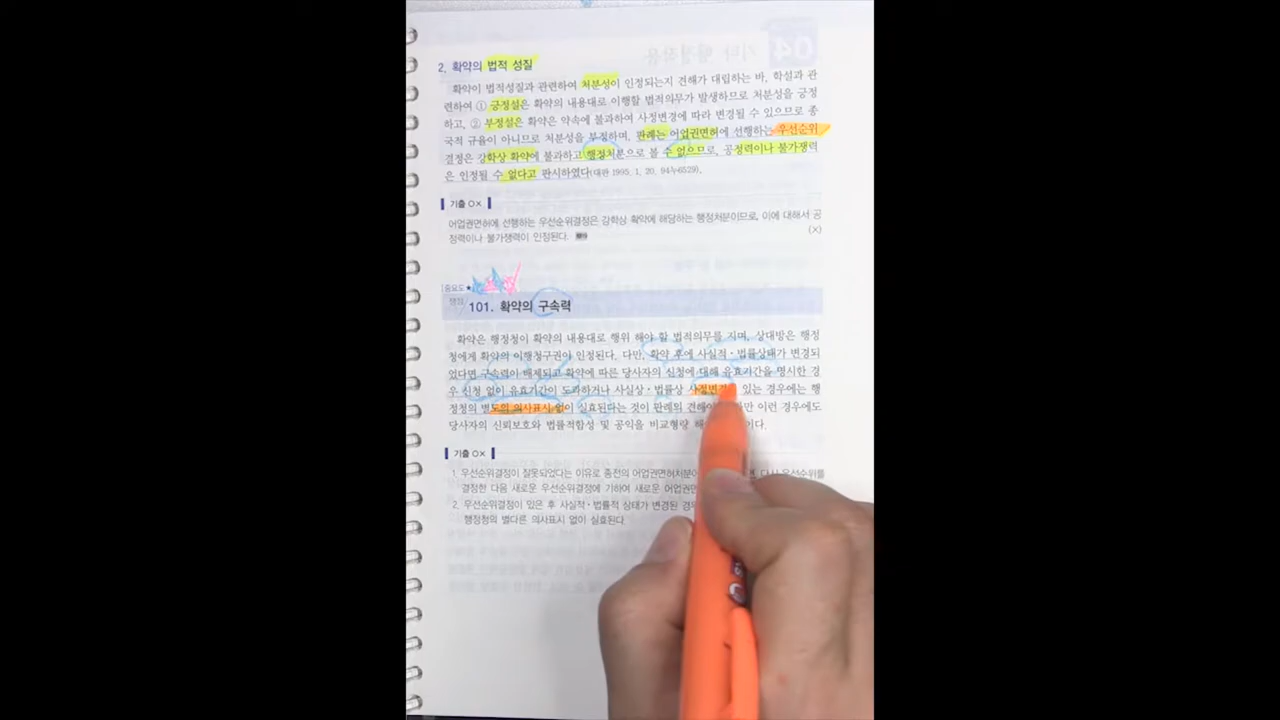 2. 확약의 법적 성질
확약이 법적성질과 관련하여 처분성이 인정되는지 견해가 대립하는 바, 학설과 관
련하여 ① 긍정설은 확약의 내용대로 이행할 법적의무가 발생하므로 처분성을 긍정
하고, ② 부정설은 확약은 약속에 불과하여 사정변경에 따라 변경될 수 있으므로 종
국적 규율이 아니므로 처분성을 부정하며, 판례는 어업권면허에 선행하는 우선순위
결정은 강학상 확약에 불과하고 행정처분으로 볼 수 없으므로, 공정력이나 불가쟁력
은 인정될 수 없다고 판시하였다(대판 1995. 1. 20. 94누6529).
기출 OX
어업권면허에 선행하는 우선순위결정은 강학상 확약에 해당하는 행정처분이므로, 이에 대해서 공
정력이나 불가쟁력이 인정된다. (X)
중요도 ★
쟁점
101. 확약의 구속력
확약은 행정청이 확약의 내용대로 행위 해야 할 법적의무를 지며, 상대방은 행정
청에게 확약의 이행청구권이 인정된다. 다만, 확약 후에 사실적·법률상태가 변경되
었다면 구속력이 배제되고 확약에 따른 당사자의 신청에 대해 유효기간을 명시한 경
우 신청 없이 유효기간이 도과하거나 사실상·법률상 사정변경 있는 경우에는 행
정청의 별도의 의사표시 없이 실효된다는 것이 판례의 이런 경우에도
당사자의 신뢰보호와 법률적합성 및 공익을 비교형량
기출 OX
1. 우선순위결정이 잘못되었다는 이유로 종전의 어업권면허처분이 다시 우선순위를
결정한 다음 새로운 우선순위결정에 기하여 새로운
2. 우선순위결정이 있은 후 사실적·법률적 상태가 변경된
행정청의 별다른 의사표시 없이 실효된다.